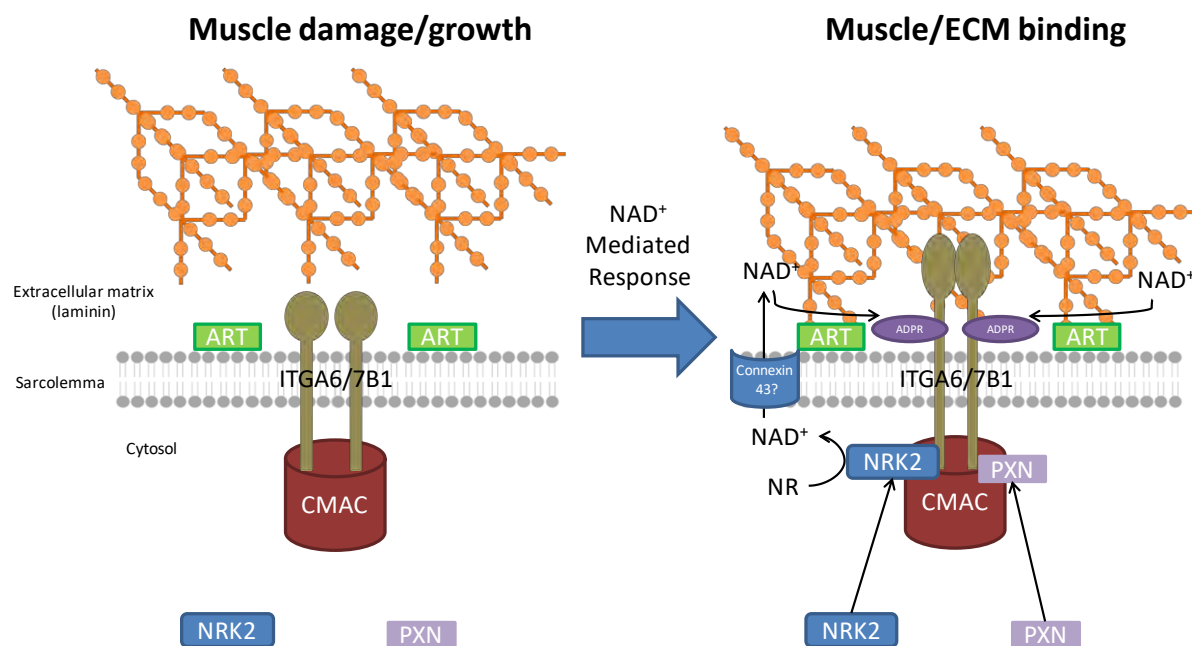 Muscle damage/growth
Muscle/ECM binding
NAD⁺
Mediated
Response
Extracellular matrix
(laminin)
ART
ART
Sarcolemma
ITGA6/7B1
Cytosol
CMAC
NRK2
PXN
NAD⁺
NAD⁺
ADPR
ADPR
ART
ART
Connexin
43?
ITGA6/7B1
NAD⁺
NRK2
PXN
NR
CMAC
NRK2
PXN